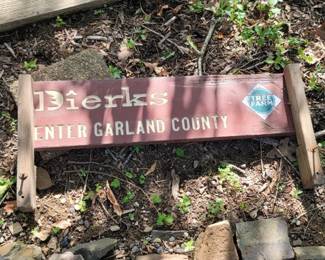 Dierks
ENTER GARLAND COUNTY
TREE
FARM